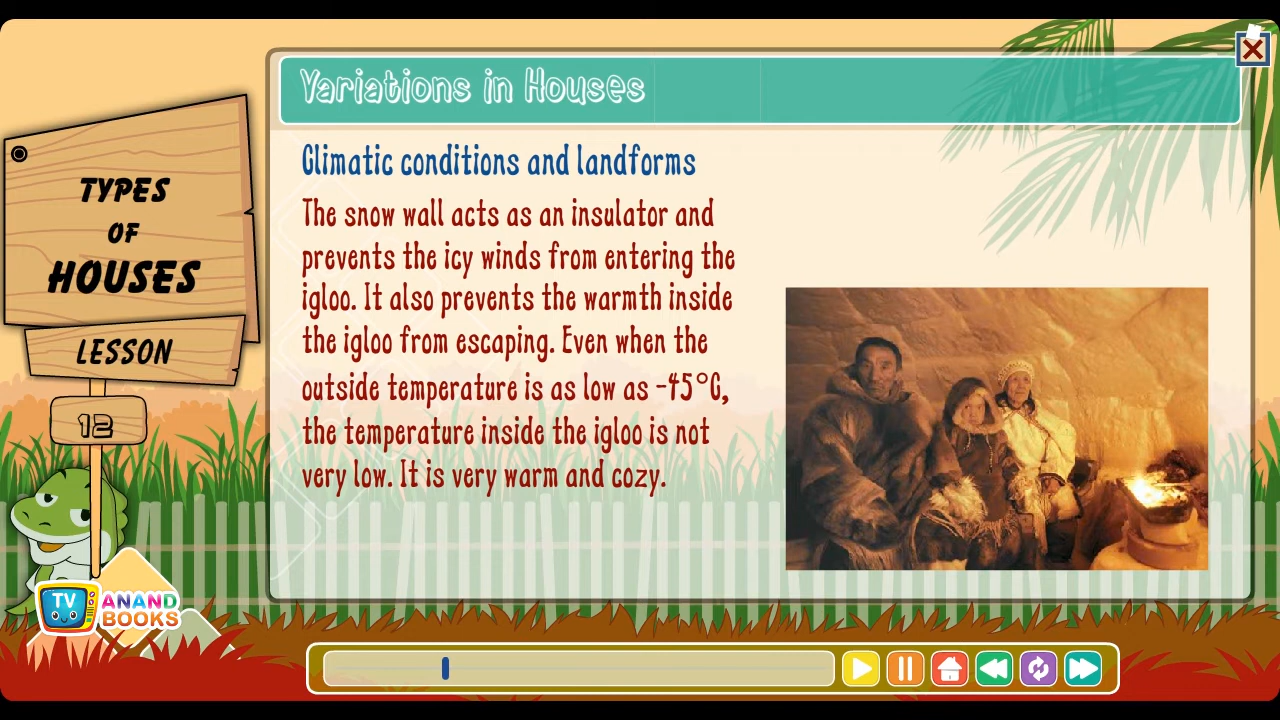 Variations in Houses
TYPES
OF
HOUSES
LESSON
12
Climatic conditions and landforms
The snow wall acts as an insulator and
prevents the icy winds from entering the
igloo. It also prevents the warmth inside
the igloo from escaping. Even when the
outside temperature is as low as -45°C,
the temperature inside the igloo is not
very low. It is very warm and cozy.
TV
ANAND
BOOKS